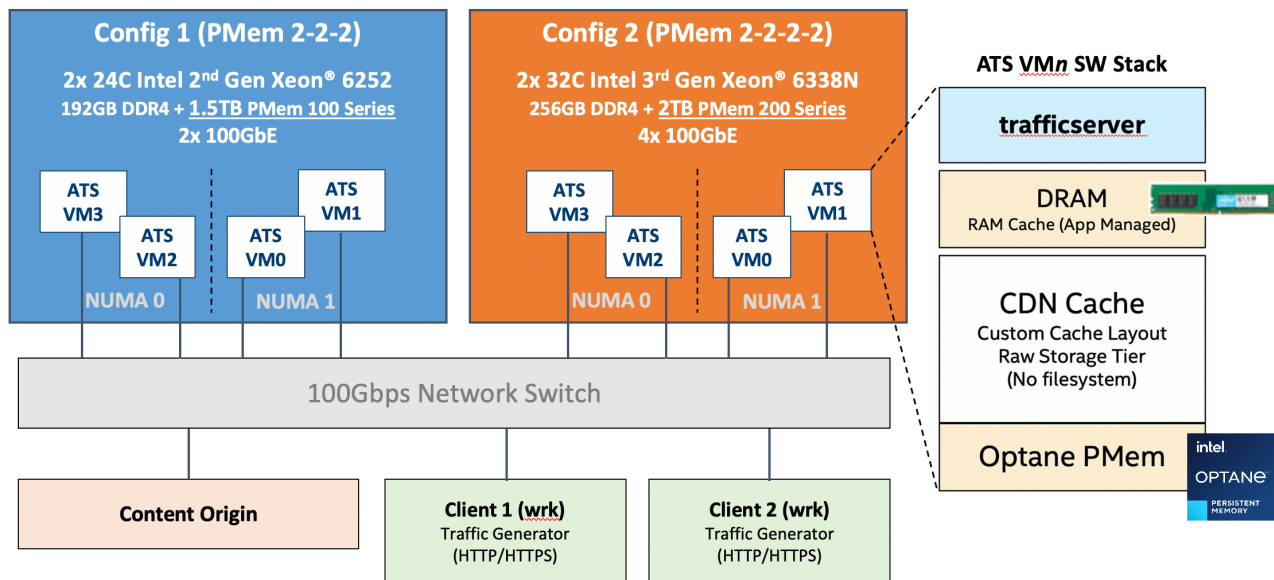 Config 1 (PMem 2-2-2)
2x 24C Intel 2nd Gen Xeon® 6252
192GB DDR4 + 1.5TB PMem 100 Series
2x 100GbE
ATS
VM3
ATS
VM2
ATS
VM0
ATS
VM1
NUMA 0
NUMA 1
Config 2 (PMem 2-2-2-2)
2x 32C Intel 3rd Gen Xeon® 6338N
256GB DDR4 + 2TB PMem 200 Series
4x 100GbE
ATS
VM3
ATS
VM2
ATS
VM0
ATS
VM1
NUMA 0
NUMA 1
ATS VMn SW Stack
trafficserver
DRAM
RAM Cache (App Managed)
CDN Cache
Custom Cache Layout
Raw Storage Tier
(No filesystem)
Optane PMem
intel.
OPTANE™
PERSISTENT
MEMORY
100Gbps Network Switch
Content Origin
Client 1 (wrk)
Traffic Generator
(HTTP/HTTPS)
Client 2 (wrk)
Traffic Generator
(HTTP/HTTPS)